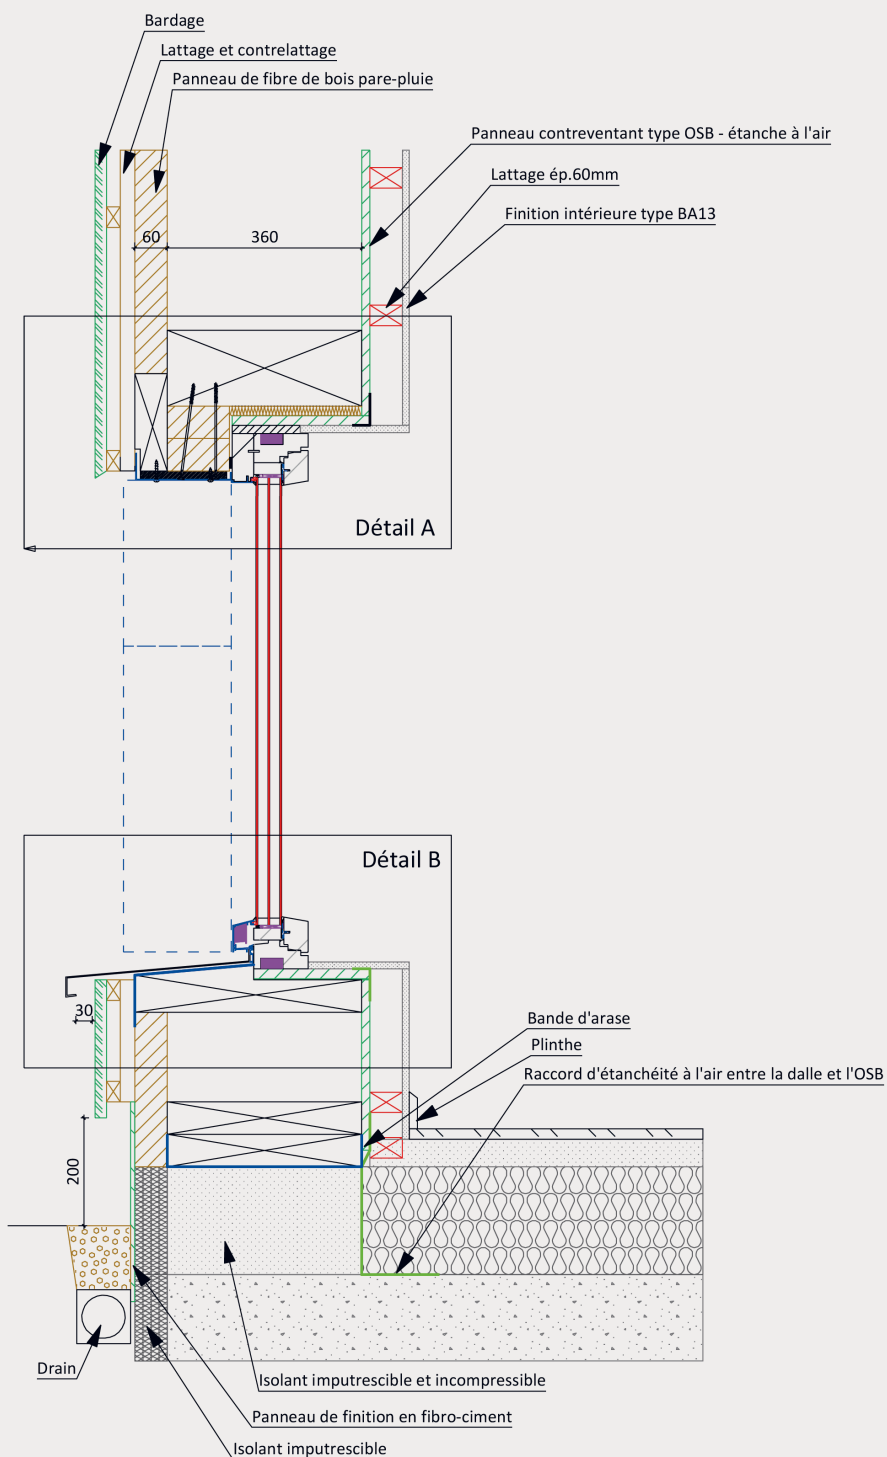 Bardage
Lattage et contrelattage
Panneau de fibre de bois pare-pluie
Panneau contreventant type OSB - étanche à l'air
Lattage ép.60mm
Finition intérieure type BA13
60
360
Détail A
Détail B
30
Bande d'arase
Plinthe
Raccord d'étanchéité à l'air entre la dalle et l'OSB
200
Drain
Isolant imputrescible et incompressible
Panneau de finition en fibro-ciment
Isolant imputrescible